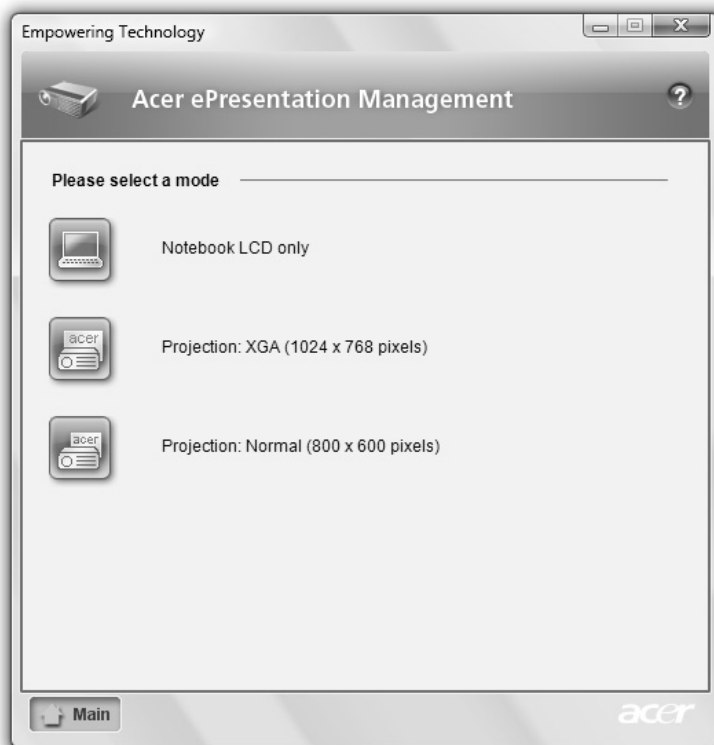 Empowering Technology
Acer ePresentation Management
?
Please select a mode
Notebook LCD only
acer
Projection: XGA (1024 x 768 pixels)
acer
Projection: Normal (800 x 600 pixels)
Main
acer